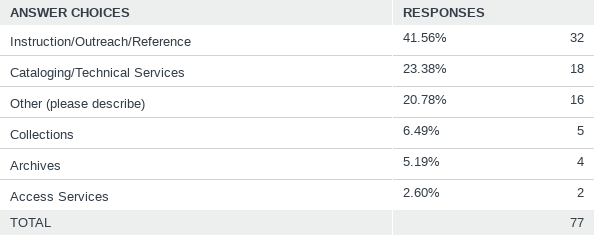 ANSWER CHOICES RESPONSES
Instruction/Outreach/Reference 41.56% 32
Cataloging/Technical Services 23.38% 18
Other (please describe) 20.78% 16
Collections 6.49% 5
Archives 5.19% 4
Access Services 2.60% 2
TOTAL 77